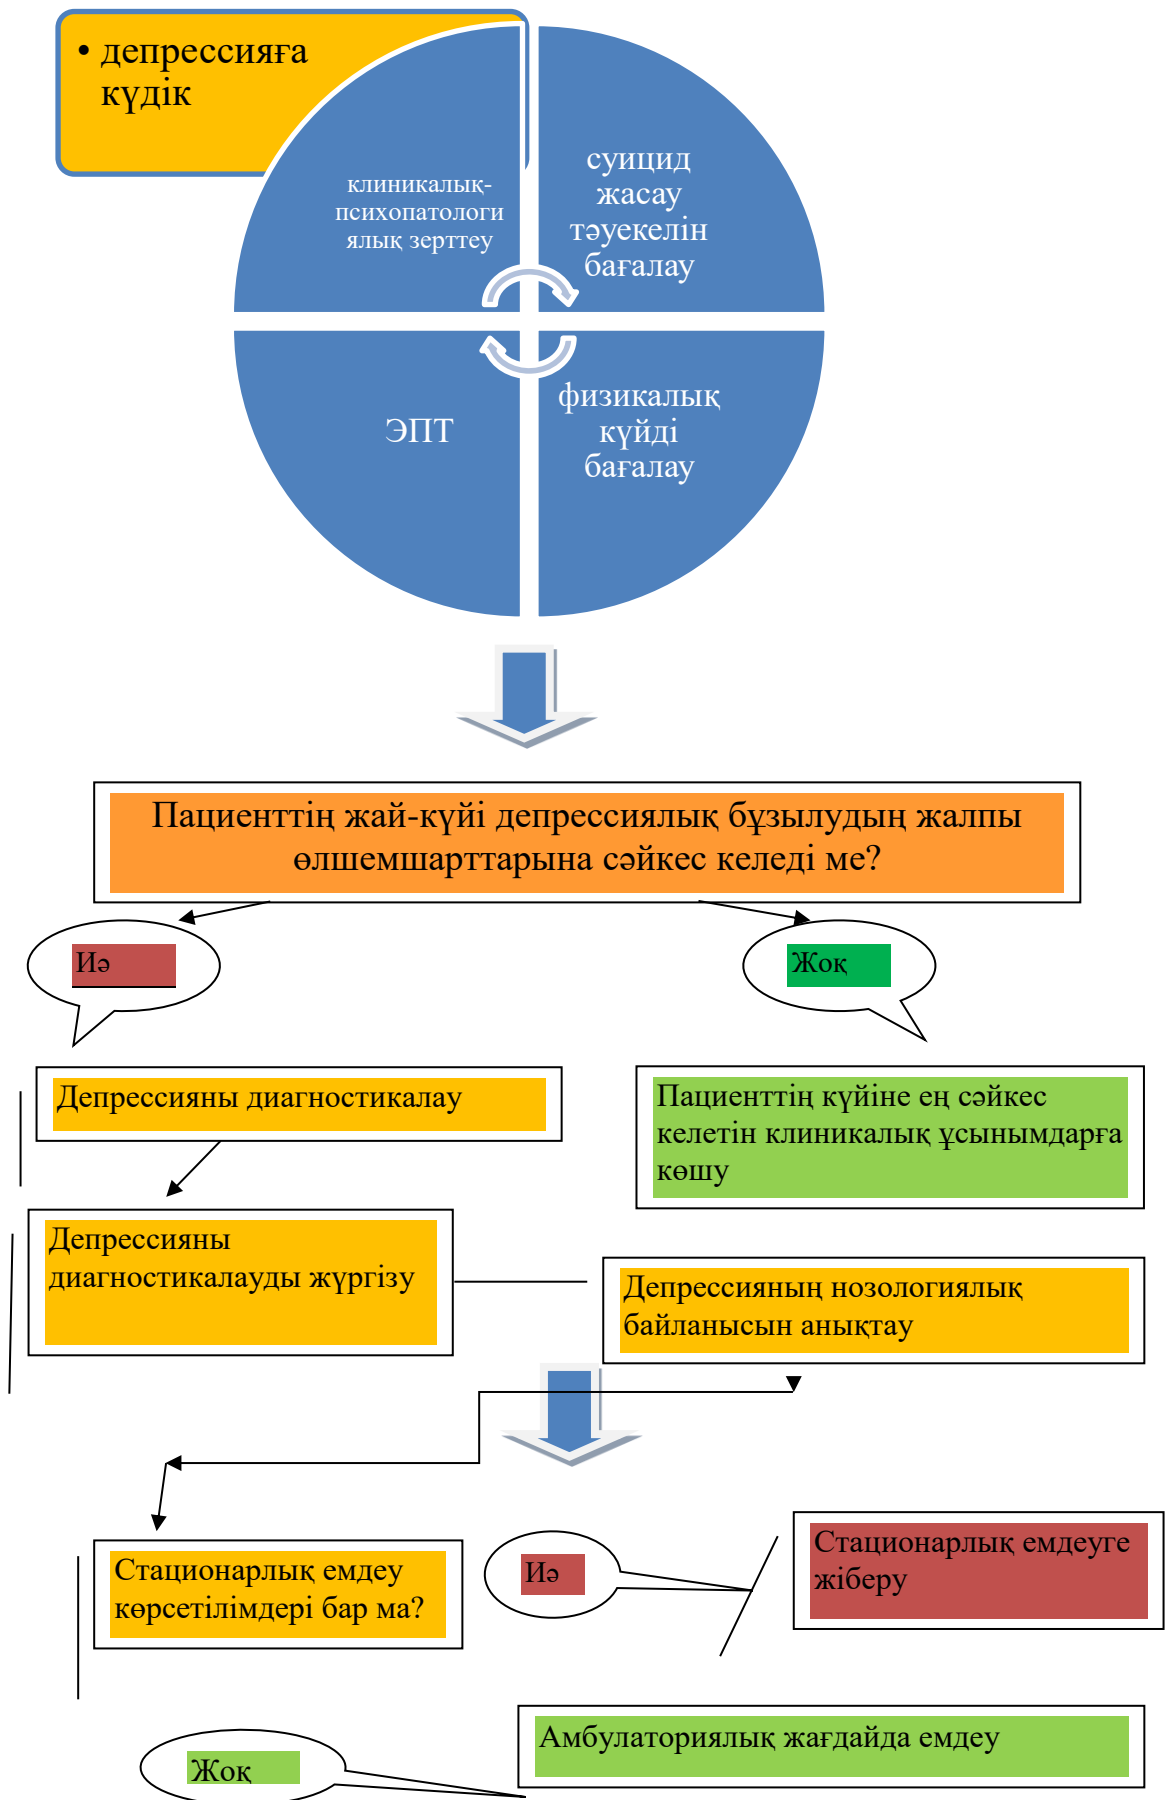 • депрессияға
күдік
клиникалық-
психопатологи
ялық зерттеу
суицид
жасау
тәуекелін
бағалау
ЭПТ
физикалық
күйді
бағалау
Пациенттің жай-күйі депрессиялық бұзылудың жалпы
өлшемшарттарына сәйкес келеді ме?
Иә
Жоқ
Депрессияны диагностикалау
Пациенттің күйіне ең сәйкес
келетін клиникалық ұсынымдарға
көшу
Депрессияны
диагностикалауды жүргізу
Депрессияның нозологиялық
байланысын анықтау
Стационарлық емдеу
көрсетілімдері бар ма?
Иә
Стационарлық емдеуге
жіберу
Амбулаториялық жағдайда емдеу
Жоқ